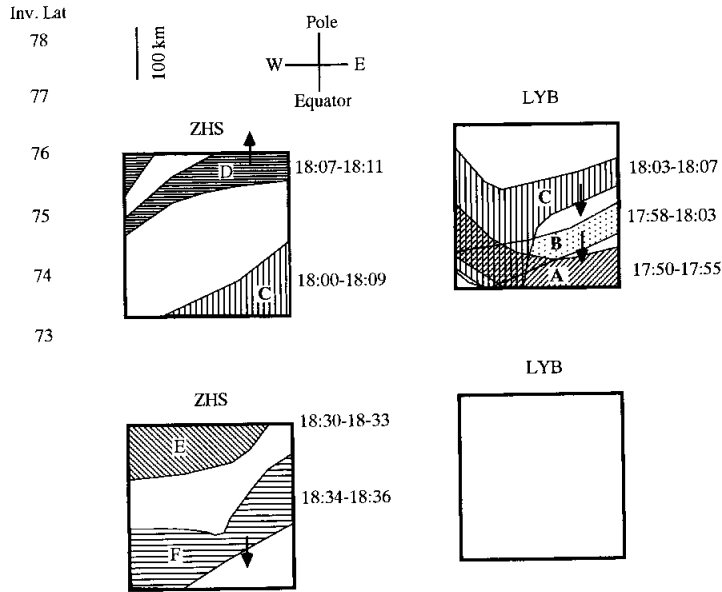 Inv. Lat
78
77
76
75
74
73
100 km
Pole
W
E
Equator
ZHS
D
C
18:07-18:11
18:00-18:09
LYB
C
B
A
18:03-18:07
17:58-18:03
17:50-17:55
ZHS
E
F
18:30-18-33
18:34-18:36
LYB